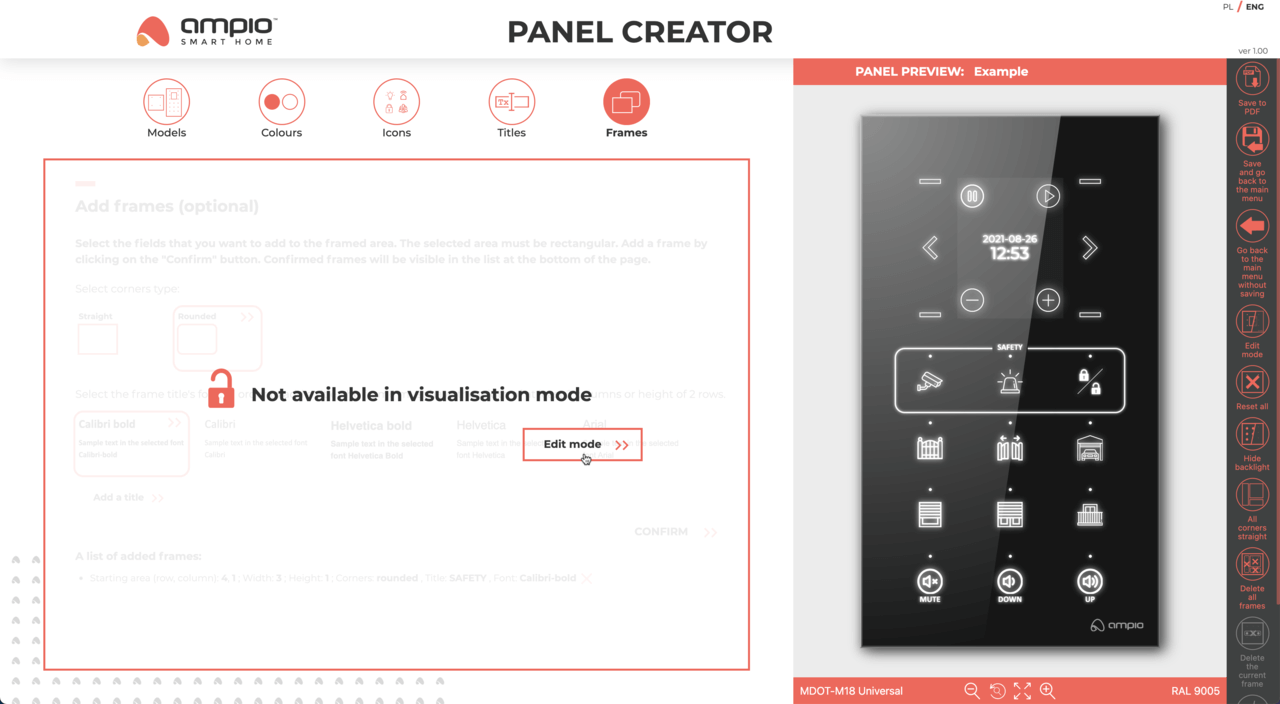 PL / ENG
ampio™
SMART HOME
PANEL CREATOR
ver 1.00
Models
Colours
Icons
Tx
Titles
Frames
Add frames (optional)
Select the fields that you want to add to the framed area. The selected area must be rectangular. Add a frame by
clicking on the "Confirm" button. Confirmed frames will be visible in the list at the bottom of the page.
Select corners type:
Straight
Rounded >>
Not available in visualisation mode
Select the frame title's fo
umns or height of 2 rows.
Calibri bold >>
Sample text in the selected font
Calibri-bold
Calibri
Sample text in the selected font
Calibri
Helvetica bold
Sample text in the selected
font Helvetica Bold
Helvetica
Sample text in the
font Helvetica
Arial
Edit mode >>
Add a title >>
CONFIRM >>
A list of added frames:
• Starting area (row, column): 4, 1 ; Width: 3 ; Height: 1 ; Corners: rounded , Title: SAFETY , Font: Calibri-bold
PANEL PREVIEW: Example
2021-08-26
12:53
SAFETY
MUTE
DOWN
UP
ampio
MDOT-M18 Universal
RAL 9005
Save to
PDF
Save
and go
back to
the main
menu
Go back
to the
main
menu
without
saving
Edit
mode
Reset all
Hide
backlight
All
corners
straight
Delete
all
frames
Delete
the
current
frame